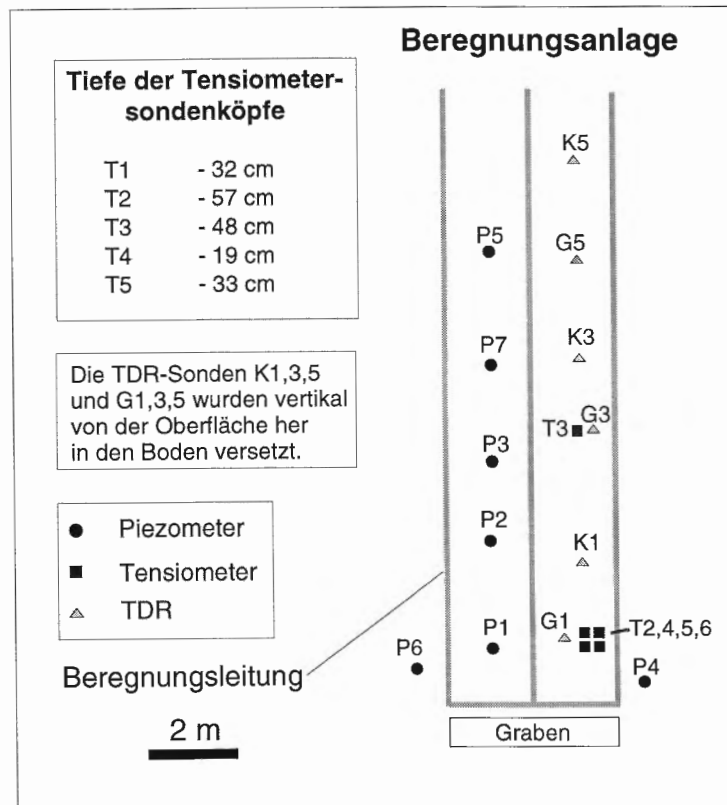 Beregnungsanlage
Tiefe der Tensiometer-
sondenköpfe
T1 - 32 cm
T2 - 57 cm
T3 - 48 cm
T4 - 19 cm
T5 - 33 cm
Die TDR-Sonden K1,3,5
und G1,3,5 wurden vertikal
von der Oberfläche her
in den Boden versetzt.
Piezometer
Tensiometer
TDR
Beregnungsleitung
2 m
K5
P5 G5
P7 K3
T3 G3
P3
P2 K1
P6 P1 G1 T2,4,5,6
P4
Graben